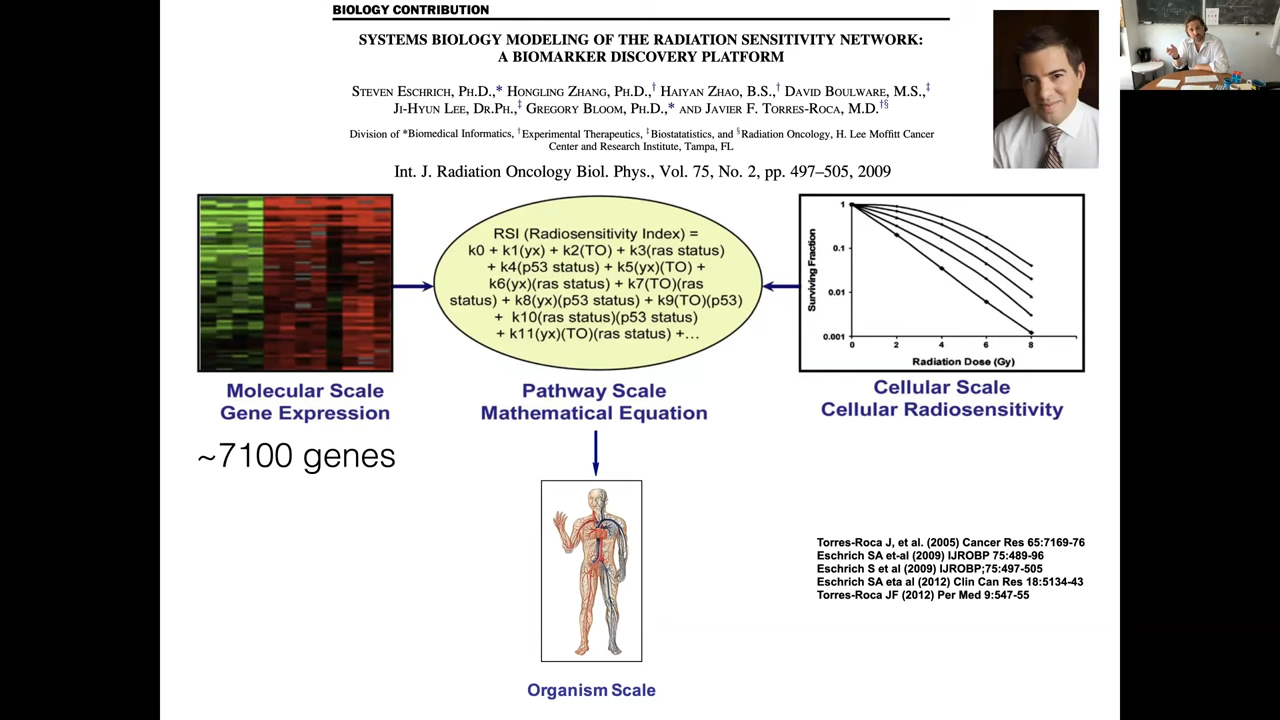 BIOLOGY CONTRIBUTION
SYSTEMS BIOLOGY MODELING OF THE RADIATION SENSITIVITY NETWORK:
A BIOMARKER DISCOVERY PLATFORM
STEVEN ESCHRICH, PH.D.,* HONGLING ZHANG, PH.D.,† HAIYAN ZHAO, B.S.,† DAVID BOULWARE, M.S.,‡
JI-HYUN LEE, DR.PH.,‡ GREGORY BLOOM, PH.D.,* AND JAVIER F. TORRES-ROCA, M.D.†§
Division of *Biomedical Informatics, †Experimental Therapeutics, ‡Biostatistics, and §Radiation Oncology, H. Lee Moffitt Cancer
Center and Research Institute, Tampa, FL
Int. J. Radiation Oncology Biol. Phys., Vol. 75, No. 2, pp. 497–505, 2009
RSI (Radiosensitivity Index) =
k0 + k1(yx) + k2(TO) + k3(ras status)
+ k4(p53 status) + k5(yx)(TO) +
k6(yx)(ras status) + k7(TO)(ras
status) + k8(yx)(p53 status) + k9(TO)(p53)
+ k10(ras status)(p53 status)
+ k11(yx)(TO)(ras status) +...
Surviving Fraction
1
0.1
0.01
0.001
0 2 4 6 8
Radiation Dose (Gy)
Molecular Scale
Gene Expression
Pathway Scale
Mathematical Equation
Cellular Scale
Cellular Radiosensitivity
~7100 genes
Torres-Roca J, et al. (2005) Cancer Res 65:7169-76
Eschrich SA et-al (2009) IJROBP 75:489-96
Eschrich S et al (2009) IJROBP;75:497-505
Eschrich SA eta al (2012) Clin Can Res 18:5134-43
Torres-Roca JF (2012) Per Med 9:547-55
Organism Scale